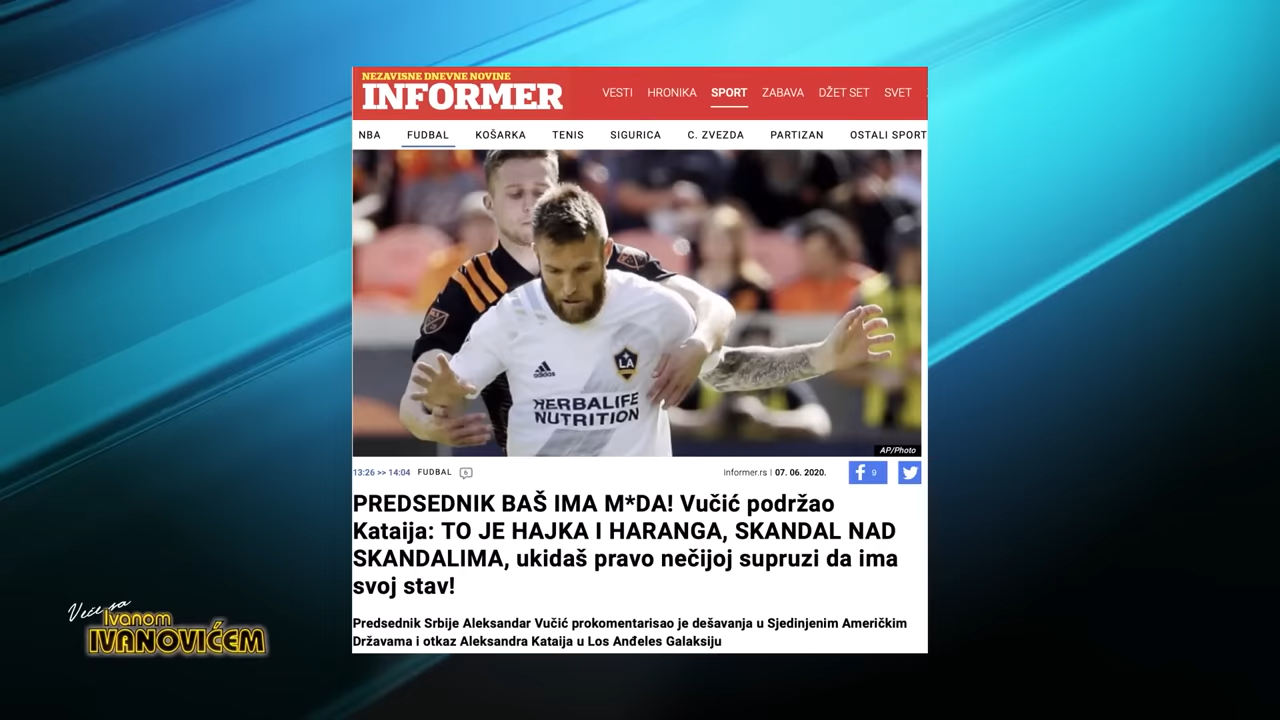 NEZAVISNE DNEVNE NOVINE
INFORMER
VESTI HRONIKA SPORT ZABAVA DŽET SET SVET
NBA FUDBAL KOŠARKA TENIS SIGURICA C. ZVEZDA PARTIZAN OSTALI SPORT
LA
adidas
HERBALIFE
NUTRITION
AP/Photo
13:26 >> 14:04 FUDBAL 6 Informer.rs | 07. 06. 2020. 9
PREDSEDNIK BAŠ IMA M*DA! Vučić podržao
Kataija: TO JE HAJKA I HARANGA, SKANDAL NAD
SKANDALIMA, ukidaš pravo nečijoj supruzi da ima
svoj stav!
Predsednik Srbije Aleksandar Vučić prokomentarisao je dešavanja u Sjedinjenim Američkim
Državama i otkaz Aleksandra Kataija u Los Anđeles Galaksiju
Veče sa
Ivanom
IVANOVIĆEM